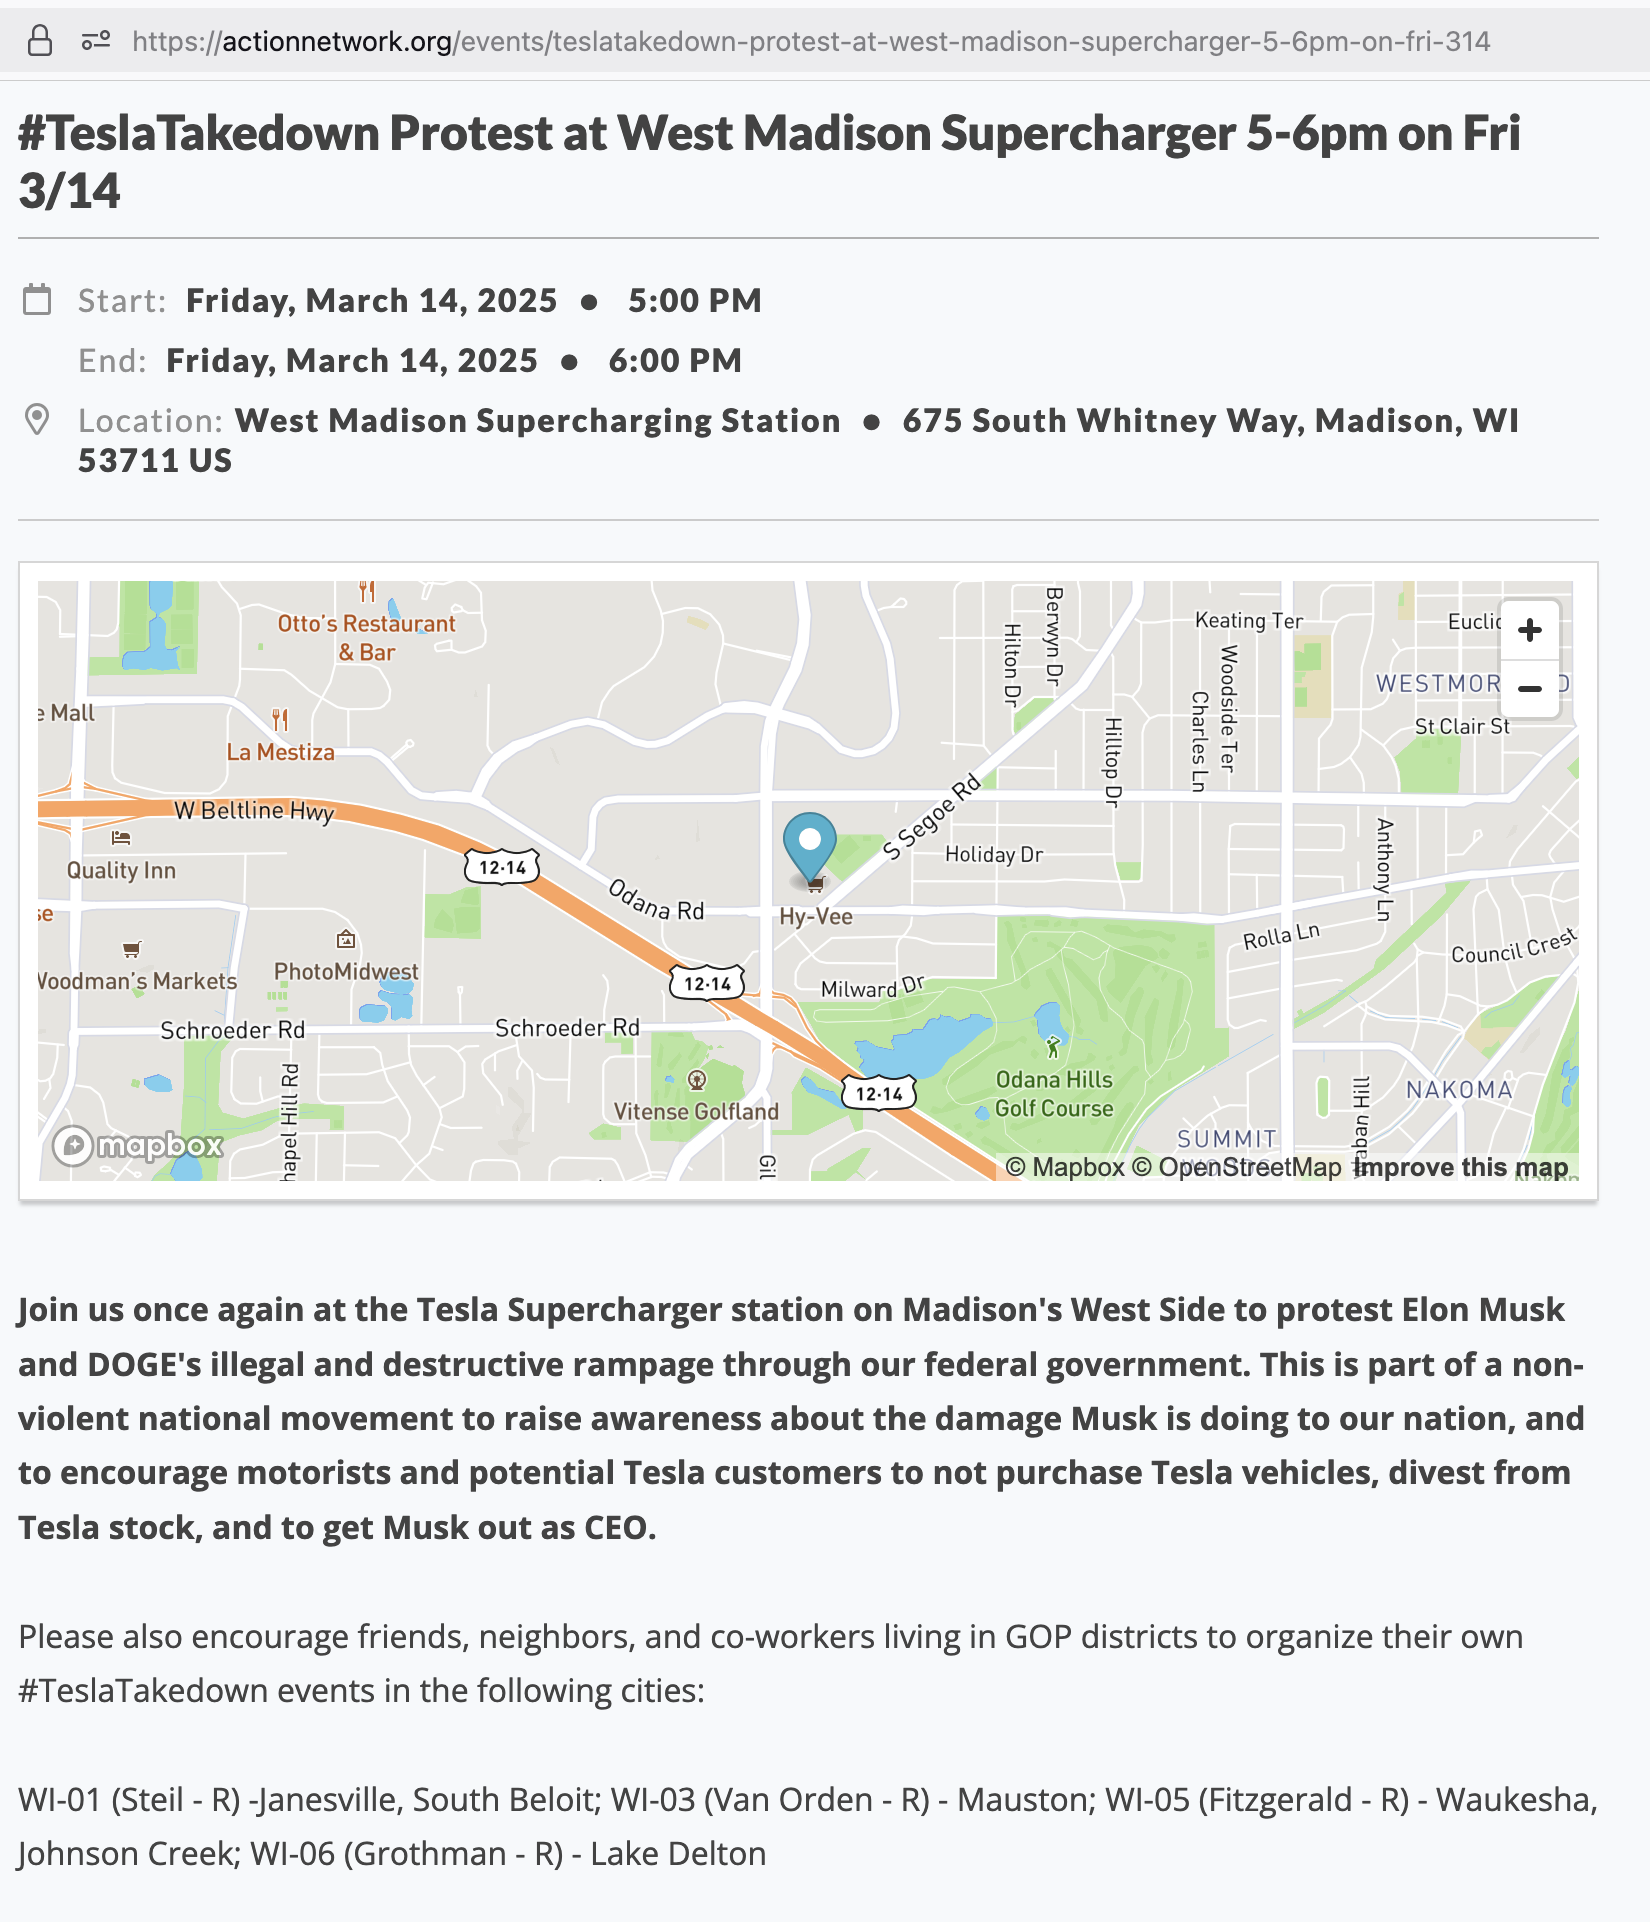 https://actionnetwork.org/events/teslatakedown-protest-at-west-madison-supercharger-5-6pm-on-fri-314
#TeslaTakedown Protest at West Madison Supercharger 5-6pm on Fri
3/14
Start: Friday, March 14, 2025 ● 5:00 PM
End: Friday, March 14, 2025 ● 6:00 PM
Location: West Madison Supercharging Station ● 675 South Whitney Way, Madison, WI
53711 US
Otto's Restaurant
& Bar
Berwyn Dr
Hilton Dr
Keating Ter
Woodside Ter
Charles Ln
Hilltop Dr
+
−
St Clair St
e Mall
La Mestiza
W Beltline Hwy
Quality Inn
12·14
Odana Rd
S Segoe Rd
Holiday Dr
Anthony Ln
Hy-Vee
se
Woodman's Markets
PhotoMidwest
12·14
Milward Dr
Rolla Ln
Council Crest
Schroeder Rd
Schroeder Rd
hapel Hill Rd
Vitense Golfland
12·14
Odana Hills
Golf Course
NAKOMA
SUMMIT
Gil
mapbox
© Mapbox © OpenStreetMap Improve this map
Join us once again at the Tesla Supercharger station on Madison's West Side to protest Elon Musk
and DOGE's illegal and destructive rampage through our federal government. This is part of a non-
violent national movement to raise awareness about the damage Musk is doing to our nation, and
to encourage motorists and potential Tesla customers to not purchase Tesla vehicles, divest from
Tesla stock, and to get Musk out as CEO.
Please also encourage friends, neighbors, and co-workers living in GOP districts to organize their own
#TeslaTakedown events in the following cities:
WI-01 (Steil - R) -Janesville, South Beloit; WI-03 (Van Orden - R) - Mauston; WI-05 (Fitzgerald - R) - Waukesha,
Johnson Creek; WI-06 (Grothman - R) - Lake Delton